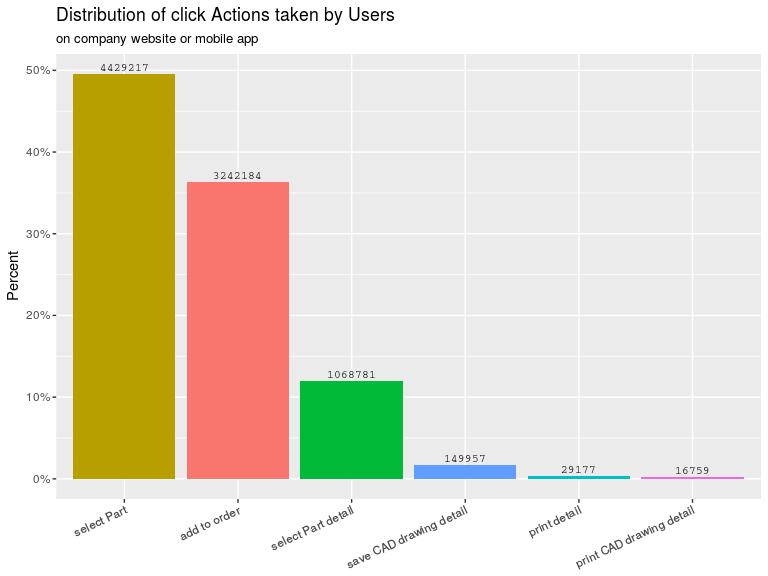 Distribution of click Actions taken by Users
on company website or mobile app
Percent
50%
40%
30%
20%
10%
0%
4429217
3242184
1068781
149957
29177
16759
select Part
add to order
select Part detail
save CAD drawing detail
print detail
print CAD drawing detail